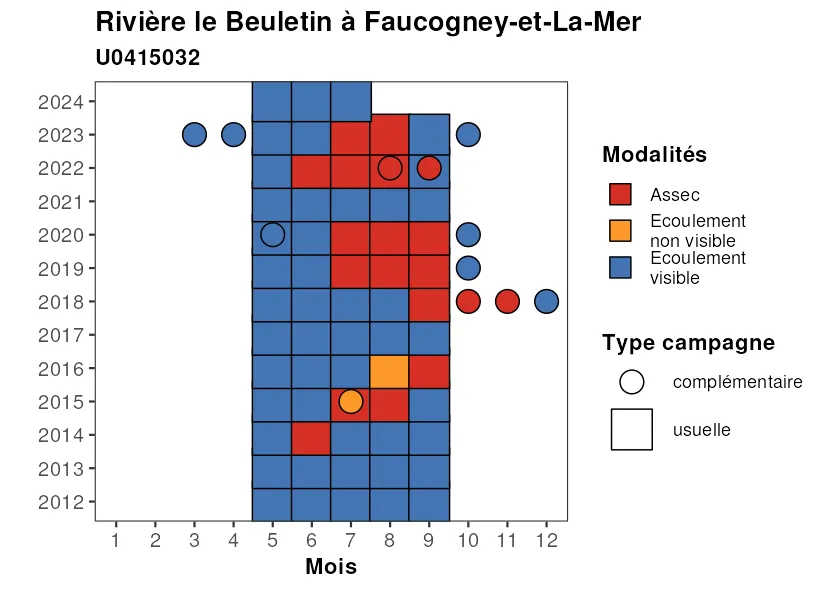 Rivière le Beuletin à Faucogney-et-La-Mer
U0415032
2024
2023
2022
2021
2020
2019
2018
2017
2016
2015
2014
2013
2012
1 2 3 4 5 6 7 8 9 10 11 12
Mois
Modalités
Assec
Ecoulement
non visible
Ecoulement
visible
Type campagne
complémentaire
usuelle